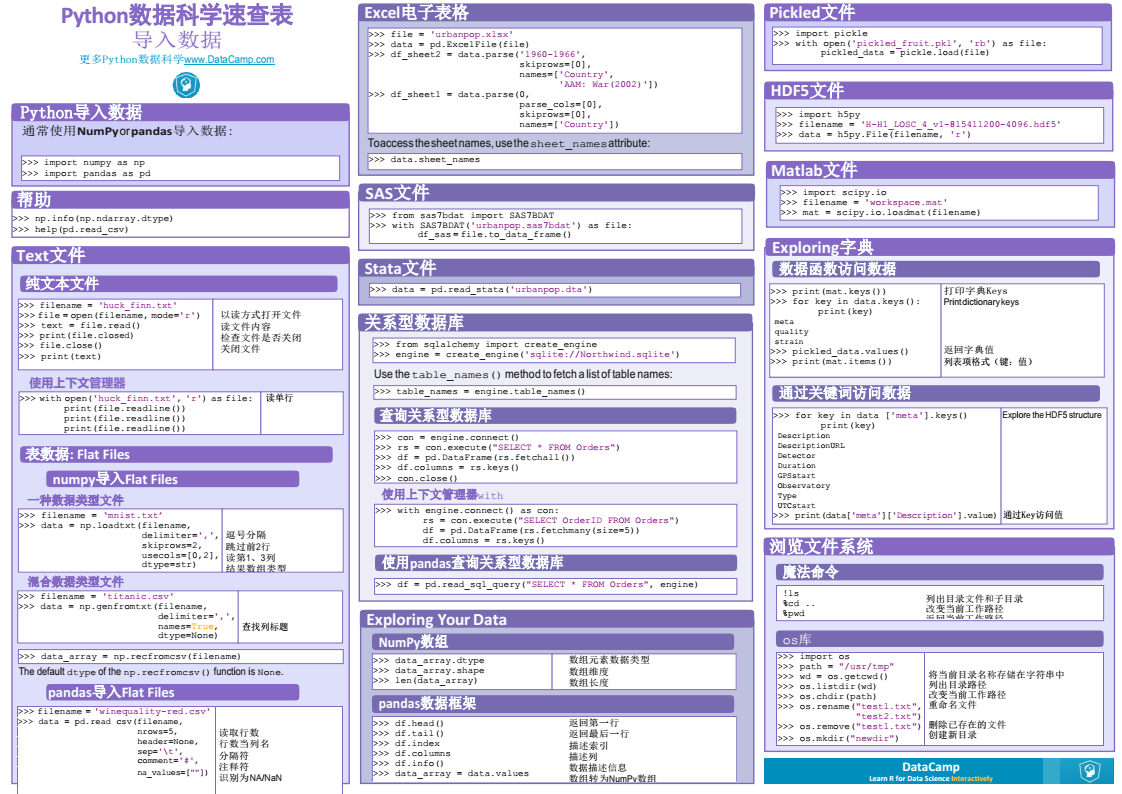 Python数据科学速查表
导入数据
更多Python数据科学www.DataCamp.com
Python导入数据
通常使用NumPyorpandas导入数据:
>>> import numpy as np
>>> import pandas as pd
帮助
>>> np.info(np.ndarray.dtype)
>>> help(pd.read_csv)
Text文件
纯文本文件
>>> filename = 'huck_finn.txt'
>>> file=open(filename, mode='r') 以读方式打开文件
>>> text = file.read() 读文件内容
>>> print(file.closed) 检查文件是否关闭
>>> file.close() 关闭文件
>>> print(text)
使用上下文管理器
>>> with open('huck_finn.txt', 'r') as file: 读单行
print(file.readline())
print(file.readline())
print(file.readline())
表数据: Flat Files
numpy导入Flat Files
一种数据类型文件
>>> filename = 'mnist.txt'
>>> data = np.loadtxt(filename,
delimiter=',', 逗号分隔
skiprows=2, 跳过前2行
usecols=[0,2], 读第1、3列
dtype=str) 结果数组类型
混合数据类型文件
>>> filename = 'titanic.csv'
>>> data = np.genfromtxt(filename,
delimiter=',',
names=True, 查找列标题
dtype=None)
>>> data_array = np.recfromcsv(filename)
The default dtype of the np.recfromcsv() function is None.
pandas导入Flat Files
>>> filename = 'winequality-red.csv'
>>> data = pd.read csv(filename,
nrows=5, 读取行数
header=None, 行数当列名
sep='\t', 分隔符
comment='#', 注释符
na_values=[""]) 识别为NA/NaN
Excel电子表格
>>> file = 'urbanpop.xlsx'
>>> data = pd.ExcelFile(file)
>>> df_sheet2 = data.parse('1960-1966',
skiprows=[0],
names=['Country',
'AAM: War(2002)'])
>>> df_sheet1 = data.parse(0,
parse_cols=[0],
skiprows=[0],
names=['Country'])
To access the sheet names, use the sheet_names attribute:
>>> data.sheet_names
SAS文件
>>> from sas7bdat import SAS7BDAT
>>> with SAS7BDAT('urbanpop.sas7bdat') as file:
df_sas=file.to_data_frame()
Stata文件
>>> data = pd.read_stata('urbanpop.dta')
关系型数据库
>>> from sqlalchemy import create_engine
>>> engine = create_engine('sqlite://Northwind.sqlite')
Use the table_names() method to fetch a list of table names:
>>> table_names = engine.table_names()
查询关系型数据库
>>> con = engine.connect()
>>> rs = con.execute("SELECT * FROM Orders")
>>> df = pd.DataFrame(rs.fetchall())
>>> df.columns = rs.keys()
>>> con.close()
使用上下文管理器with
>>> with engine.connect() as con:
rs = con.execute("SELECT OrderID FROM Orders")
df = pd.DataFrame(rs.fetchmany(size=5))
df.columns = rs.keys()
使用pandas查询关系型数据库
>>> df = pd.read_sql_query("SELECT * FROM Orders", engine)
Exploring Your Data
NumPy数组
>>> data_array.dtype 数组元素数据类型
>>> data_array.shape 数组维度
>>> len(data_array) 数组长度
pandas数据框架
>>> df.head() 返回第一行
>>> df.tail() 返回最后一行
>>> df.index 描述索引
>>> df.columns 描述列
>>> df.info() 数据描述信息
>>> data_array = data.values 数组转为NumPy数组
Pickled文件
>>> import pickle
>>> with open('pickled_fruit.pkl', 'rb') as file:
pickled_data = pickle.load(file)
HDF5文件
>>> import h5py
>>> filename = 'H-H1_LOSC_4_v1-815411200-4096.hdf5'
>>> data = h5py.File(filename, 'r')
Matlab文件
>>> import scipy.io
>>> filename = 'workspace.mat'
>>> mat = scipy.io.loadmat(filename)
Exploring字典
数据函数访问数据
>>> print(mat.keys()) 打印字典Keys
>>> for key in data.keys(): Print dictionary keys
print(key)
meta
quality
strain
>>> pickled_data.values() 返回字典值
>>> print(mat.items()) 列表项格式（键: 值）
通过关键词访问数据
>>> for key in data ['meta'].keys() Explore the HDF5 structure
print(key)
Description
DescriptionURL
Detector
Duration
GPSstart
Observatory
Type
UTCstart
>>> print(data['meta']['Description'].value) 通过Key访问值
浏览文件系统
魔法命令
!ls 列出目录文件和子目录
%cd .. 改变当前工作路径
%pwd 返回当前工作路径
os库
>>> import os
>>> path = "/usr/tmp"
>>> wd = os.getcwd() 将当前目录名称存储在字符串中
>>> os.listdir(wd) 列出目录路径
>>> os.chdir(path) 改变当前工作路径
>>> os.rename("test1.txt", 重命名文件
"test2.txt")
>>> os.remove("test1.txt") 删除已存在的文件
>>> os.mkdir("newdir") 创建新目录
DataCamp
Learn R for Data Science Interactively